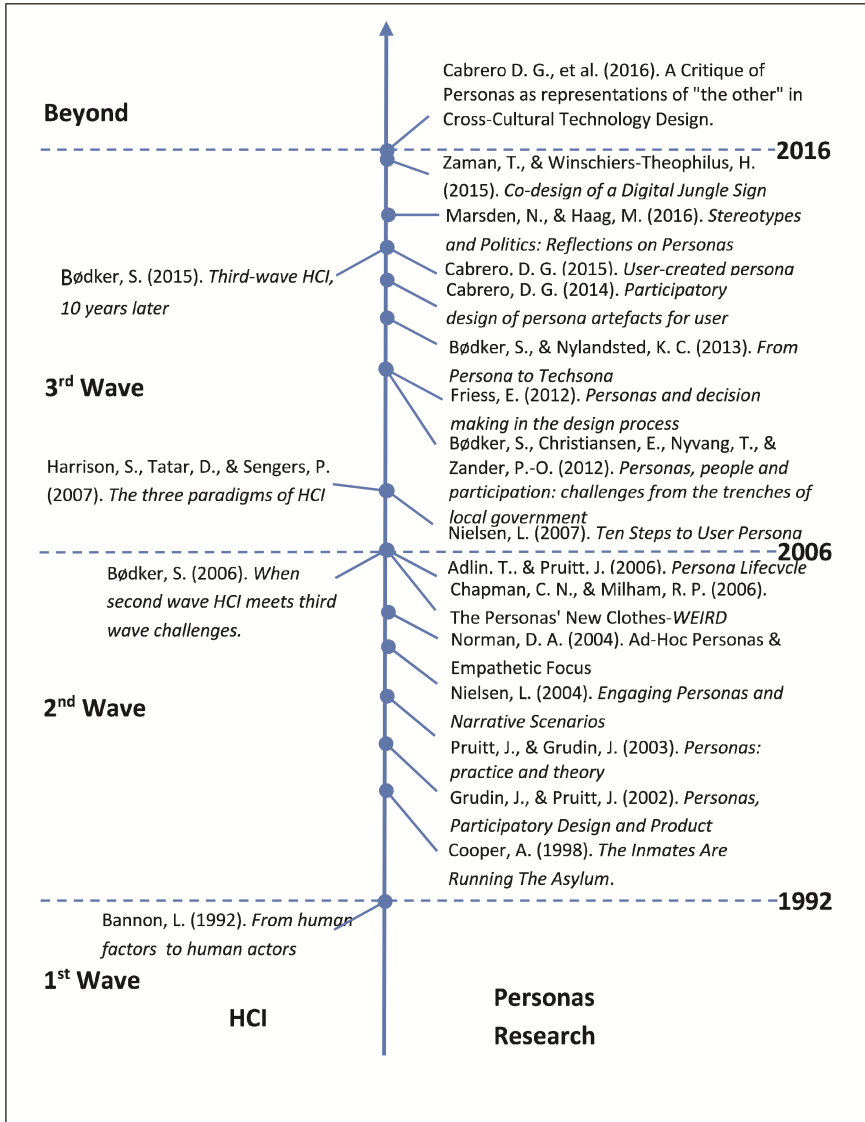 Cabrero D. G., et al. (2016). A Critique of
Personas as representations of "the other" in
Cross-Cultural Technology Design.
Beyond
2016
Zaman, T., & Winschiers-Theophilus, H.
(2015). Co-design of a Digital Jungle Sign
Marsden, N., & Haag, M. (2016). Stereotypes
and Politics: Reflections on Personas
Bødker, S. (2015). Third-wave HCI,
10 years later
Cabrero, D. G. (2015). User-created persona
Cabrero, D. G. (2014). Participatory
design of persona artefacts for user
Bødker, S., & Nylandsted, K. C. (2013). From
Persona to Techsona
3rd Wave
Friess, E. (2012). Personas and decision
making in the design process
Bødker, S., Christiansen, E., Nyvang, T., &
Zander, P.-O. (2012). Personas, people and
participation: challenges from the trenches of
local government
Harrison, S., Tatar, D., & Sengers, P.
(2007). The three paradigms of HCI
Nielsen, L. (2007). Ten Steps to User Persona
2006
Bødker, S. (2006). When
second wave HCI meets third
wave challenges.
Adlin, T., & Pruitt, J. (2006). Persona Lifecycle
Chapman, C. N., & Milham, R. P. (2006).
The Personas' New Clothes-WEIRD
Norman, D. A. (2004). Ad-Hoc Personas &
Empathetic Focus
Nielsen, L. (2004). Engaging Personas and
Narrative Scenarios
2nd Wave
Pruitt, J., & Grudin, J. (2003). Personas:
practice and theory
Grudin, J., & Pruitt, J. (2002). Personas,
Participatory Design and Product
Cooper, A. (1998). The Inmates Are
Running The Asylum.
1992
Bannon, L. (1992). From human
factors to human actors
1st Wave
HCI
Personas
Research